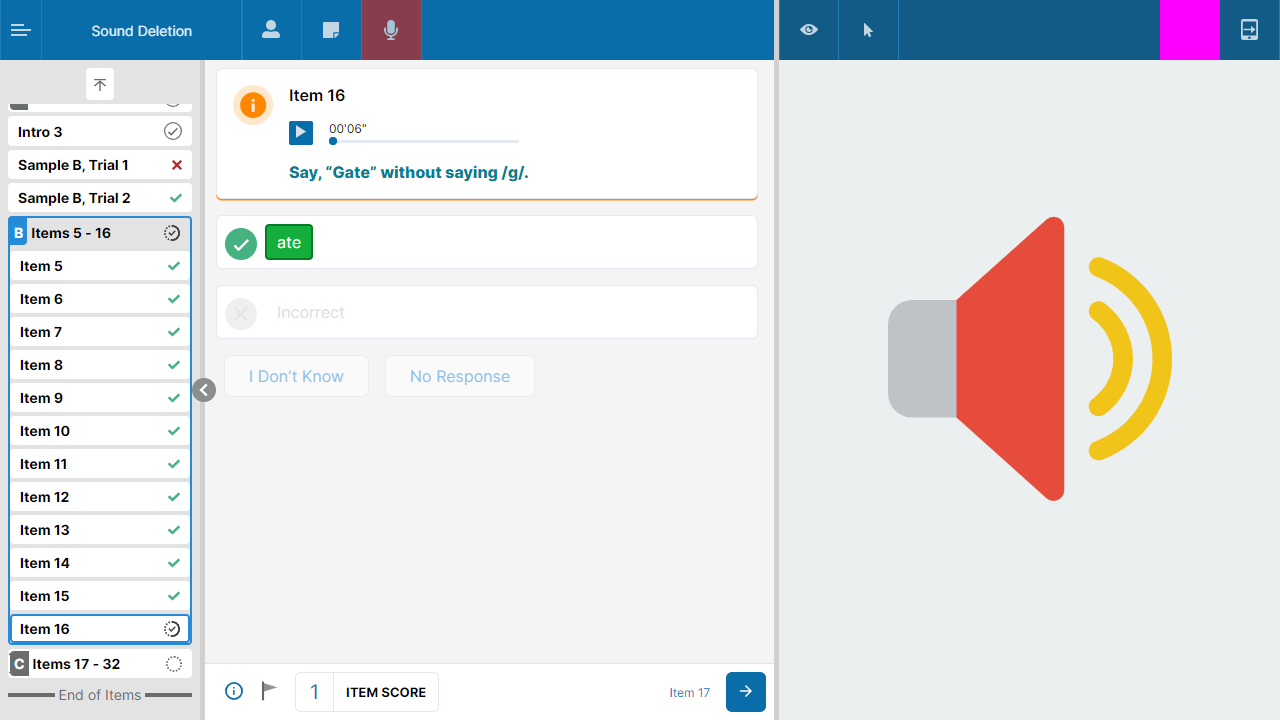 Sound Deletion
Intro 3
Sample B, Trial 1
Sample B, Trial 2
B Items 5 - 16
Item 5
Item 6
Item 7
Item 8
Item 9
Item 10
Item 11
Item 12
Item 13
Item 14
Item 15
Item 16
C Items 17 - 32
End of Items
Item 16
00'06"
Say, “Gate” without saying /g/.
ate
Incorrect
I Don’t Know No Response
1 ITEM SCORE
Item 17